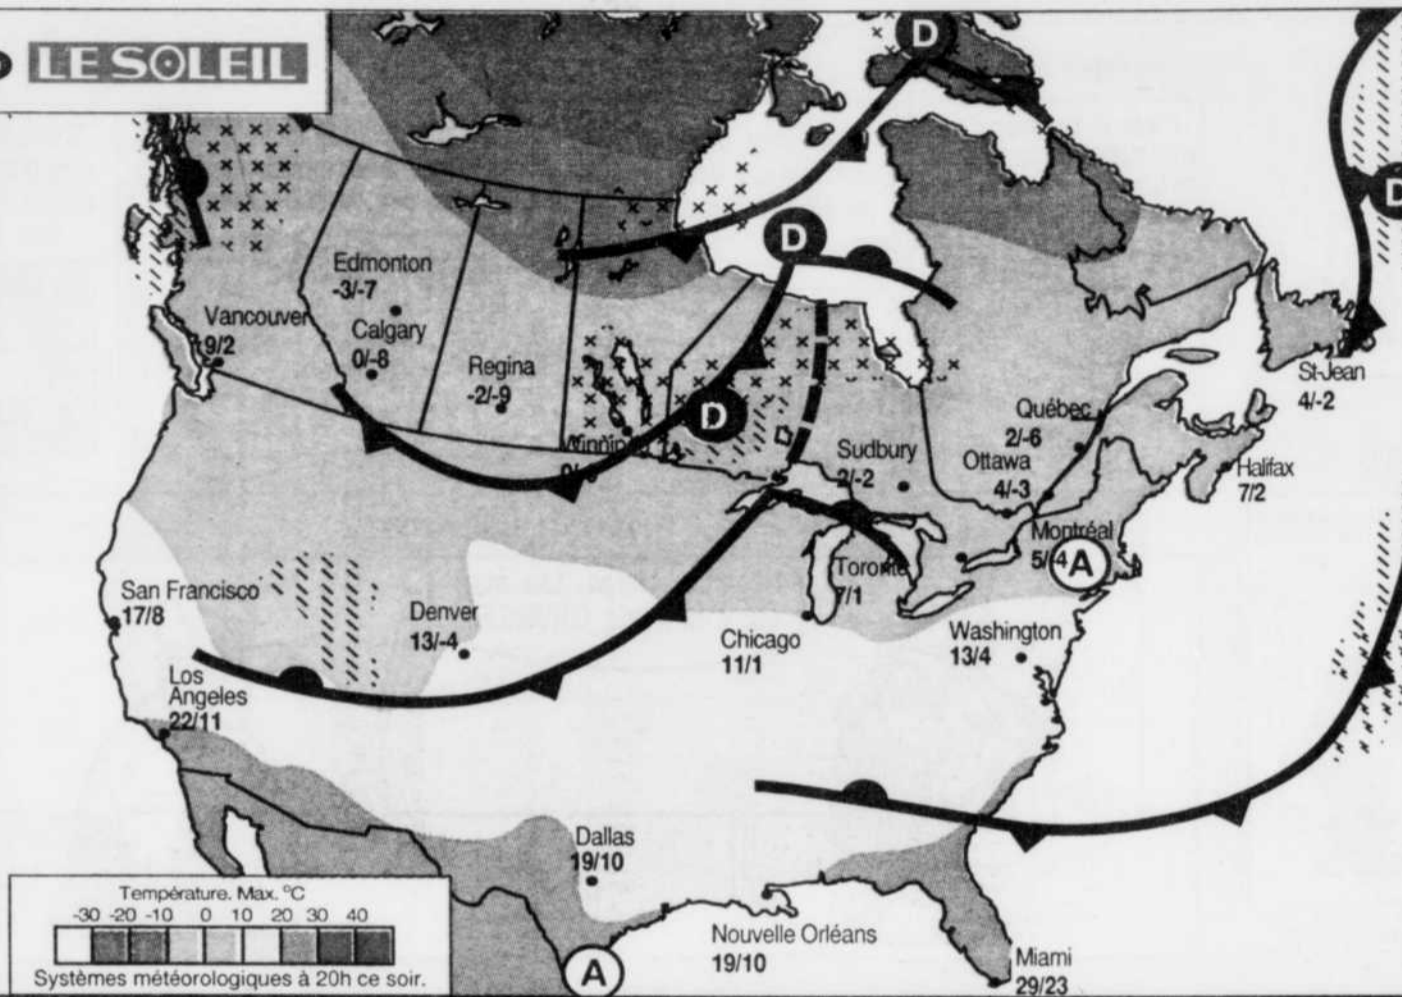 LE SOLEIL
D
D
D
D
Edmonton
-3/-7
Vancouver
9/2
Calgary
0/-8
Regina
-2/-9
St-Jean
4/-2
Québec
2/-6
Sudbury
2/-2
Ottawa
4/-3
Halifax
7/2
Montréal
5/-4
A
Toronto
7/1
San Francisco
17/8
Denver
13/-4
Chicago
11/1
Washington
13/4
Los
Angeles
22/11
Dallas
19/10
Nouvelle Orléans
19/10
Miami
29/23
A
Température. Max. °C
-30 -20 -10 0 10 20 30 40
Systèmes météorologiques à 20h ce soir.